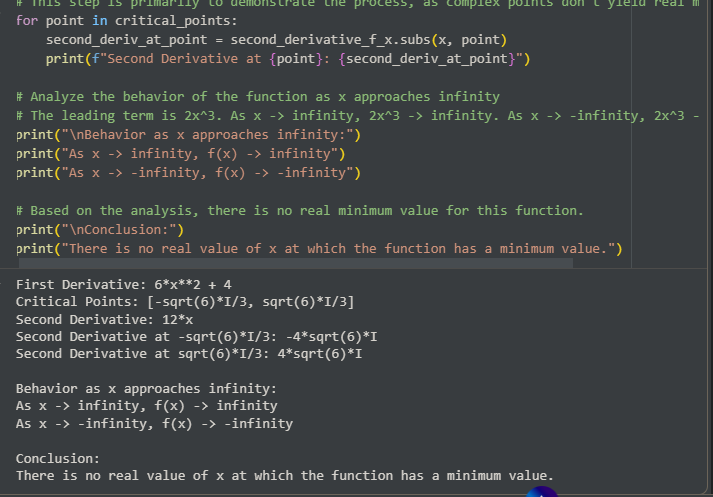 # This step is primarily to demonstrate the process, as complex points don't yield real m
for point in critical_points:
    second_deriv_at_point = second_derivative_f_x.subs(x, point)
    print(f"Second Derivative at {point}: {second_deriv_at_point}")
# Analyze the behavior of the function as x approaches infinity
# The leading term is 2x^3. As x -> infinity, 2x^3 -> infinity. As x -> -infinity, 2x^3 -
print("\nBehavior as x approaches infinity:")
print("As x -> infinity, f(x) -> infinity")
print("As x -> -infinity, f(x) -> -infinity")
# Based on the analysis, there is no real minimum value for this function.
print("\nConclusion:")
print("There is no real value of x at which the function has a minimum value.")
First Derivative: 6*x**2 + 4
Critical Points: [-sqrt(6)*I/3, sqrt(6)*I/3]
Second Derivative: 12*x
Second Derivative at -sqrt(6)*I/3: -4*sqrt(6)*I
Second Derivative at sqrt(6)*I/3: 4*sqrt(6)*I
Behavior as x approaches infinity:
As x -> infinity, f(x) -> infinity
As x -> -infinity, f(x) -> -infinity
Conclusion:
There is no real value of x at which the function has a minimum value.